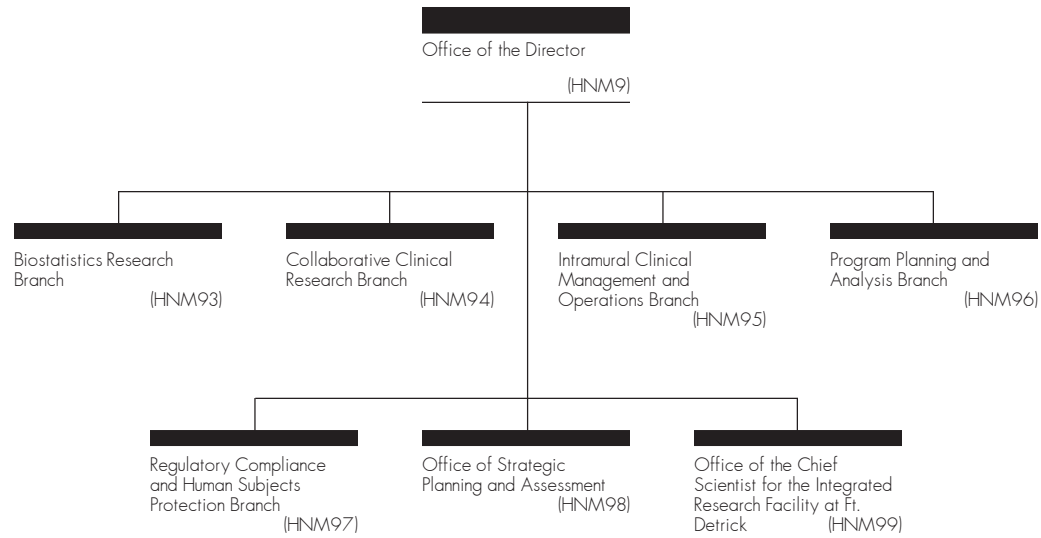 Office of the Director
(HNM9)
Biostatistics Research
Branch
(HNM93)
Collaborative Clinical
Research Branch
(HNM94)
Intramural Clinical
Management and
Operations Branch
(HNM95)
Program Planning and
Analysis Branch
(HNM96)
Regulatory Compliance
and Human Subjects
Protection Branch
(HNM97)
Office of Strategic
Planning and Assessment
(HNM98)
Office of the Chief
Scientist for the Integrated
Research Facility at Ft.
Detrick (HNM99)